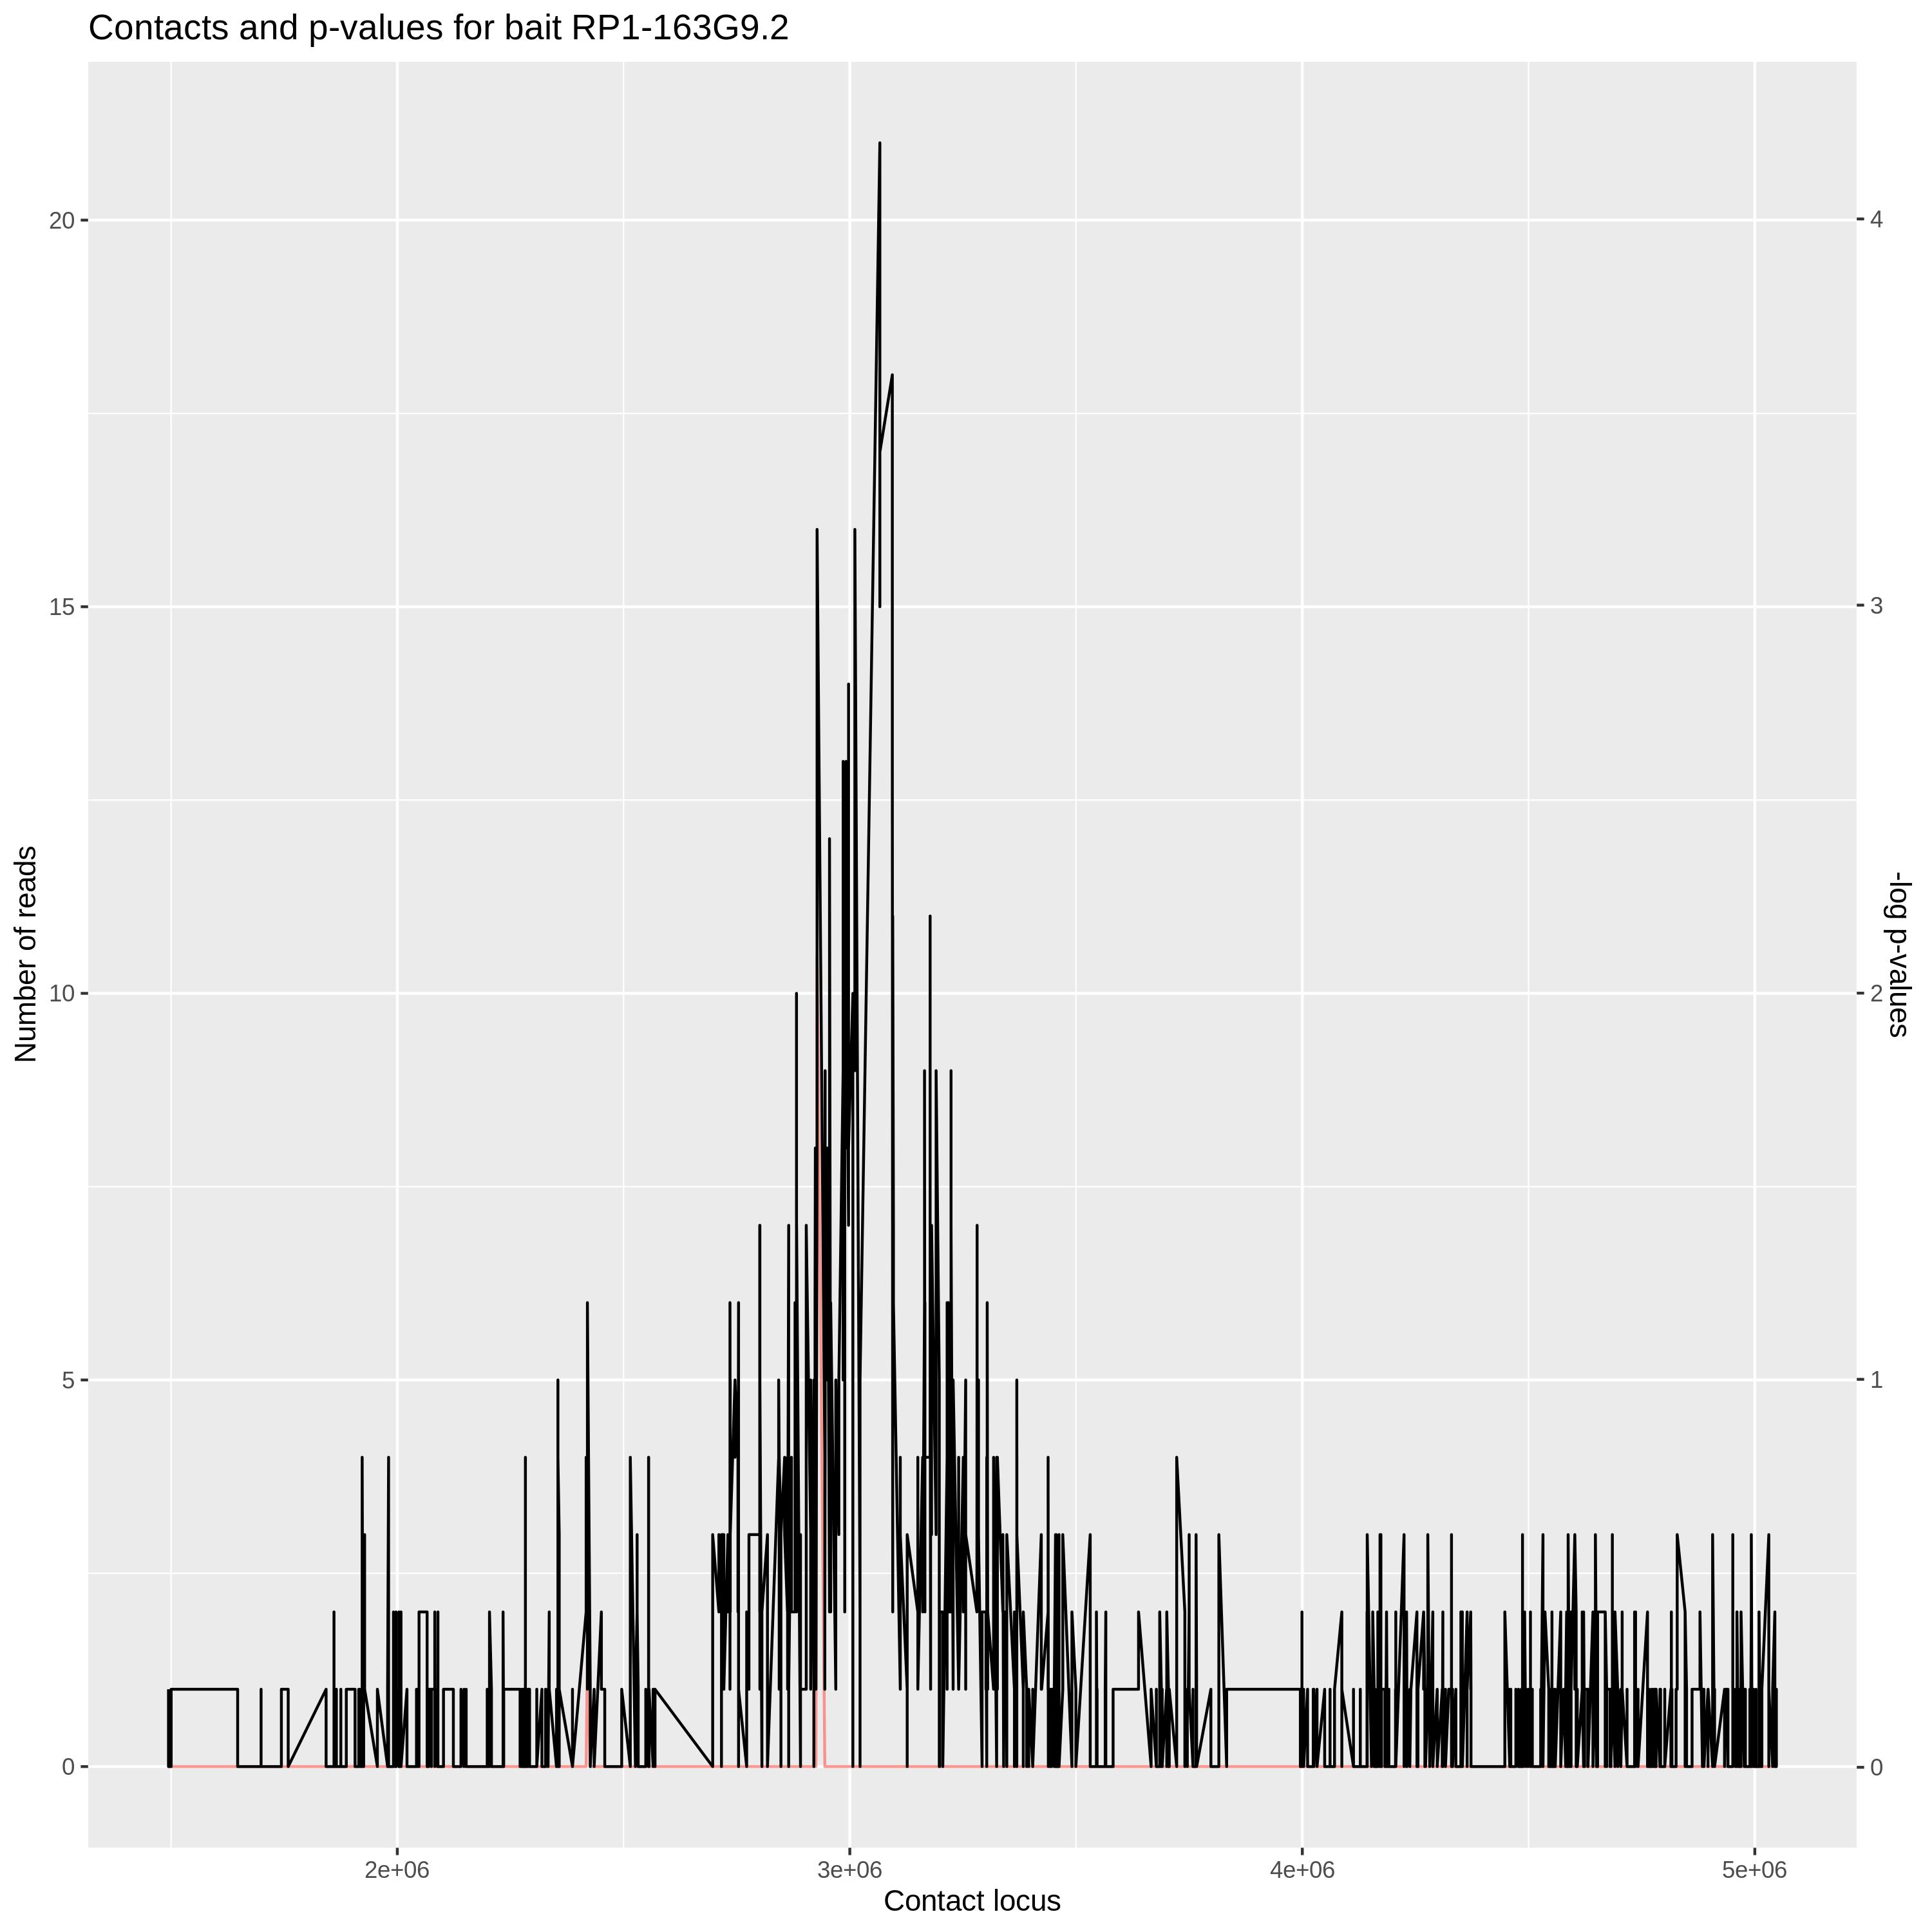 Contacts and p-values for bait RP1-163G9.2
20
15
10
5
0
Number of reads
4
3
2
1
0
-log p-values
2e+06 3e+06 4e+06 5e+06
Contact locus